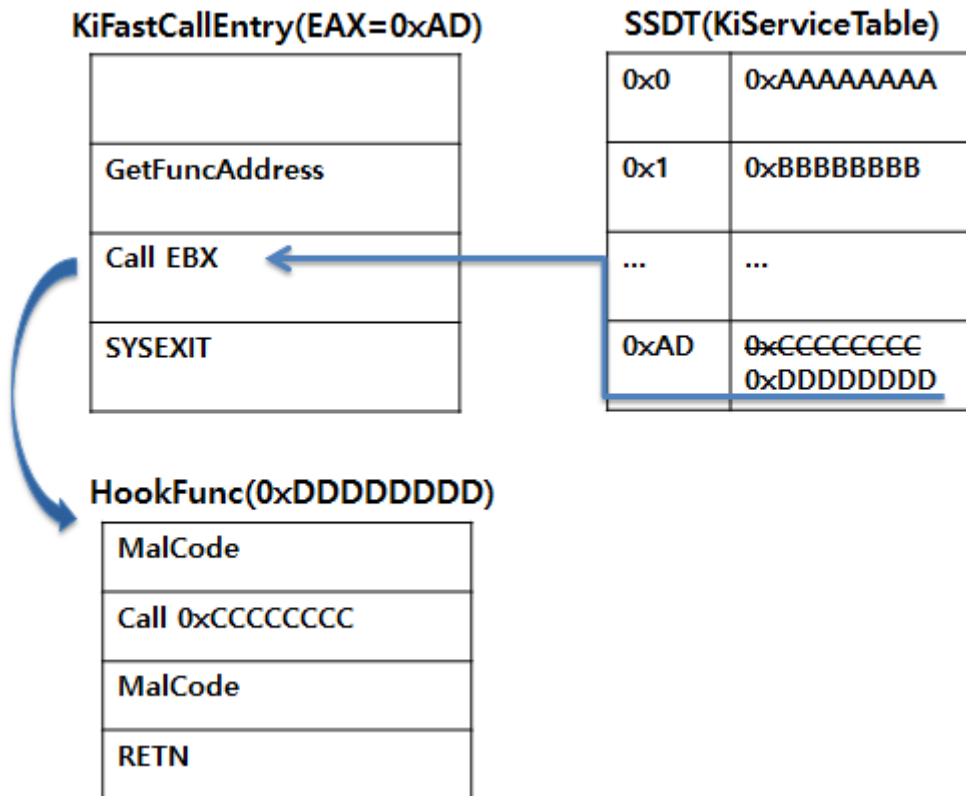 KiFastCallEntry(EAX=0xAD)
GetFuncAddress
Call EBX
SYSEXIT
SSDT(KiServiceTable)
0x0 0xAAAAAAAA
0x1 0xBBBBBBBB
... ...
0xAD 0xCCCCCCCC
0xDDDDDDDD
HookFunc(0xDDDDDDDD)
MalCode
Call 0xCCCCCCCC
MalCode
RETN